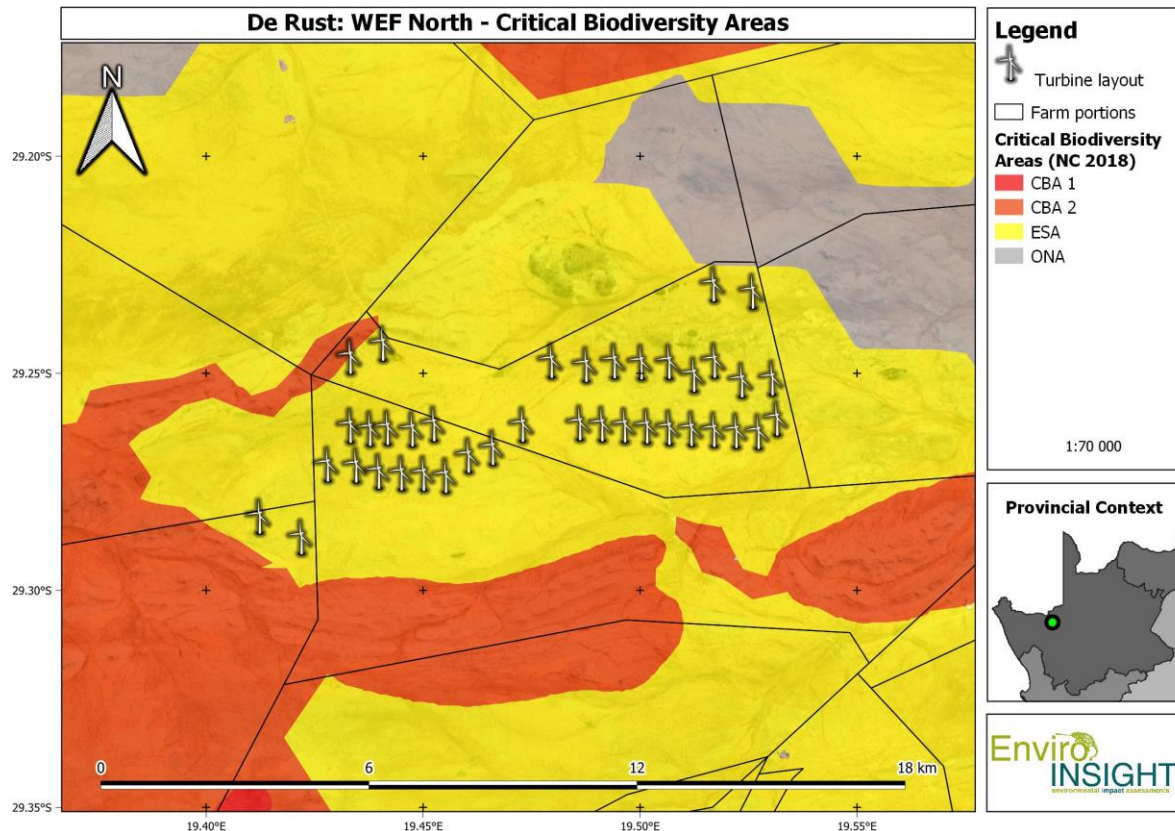 De Rust: WEF North - Critical Biodiversity Areas
N
29.20°S
29.25°S
29.30°S
29.35°S
0
6
12
18 km
19.40°E
19.45°E
19.50°E
19.55°E
Legend
Turbine layout
Farm portions
Critical Biodiversity
Areas (NC 2018)
CBA 1
CBA 2
ESA
ONA
1:70 000
Provincial Context
Enviro
INSIGHT
environmental impact assessments